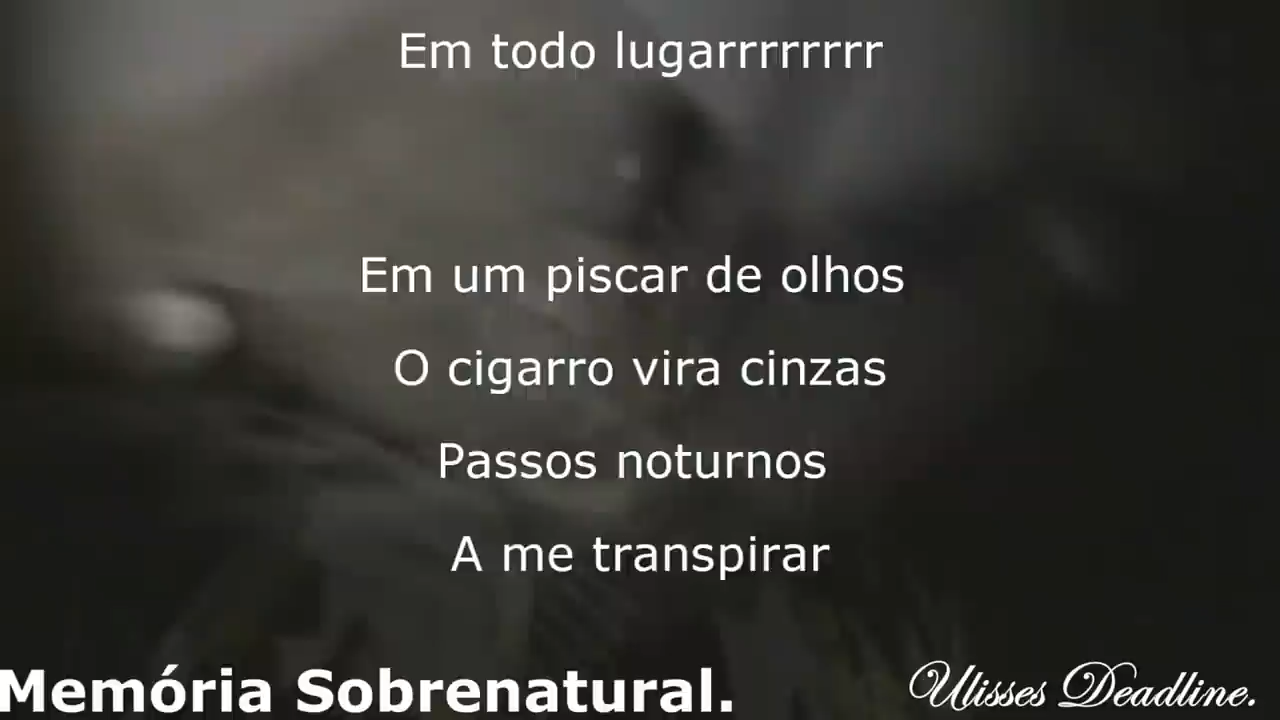 Em todo lugarrrrrrrr
Em um piscar de olhos
O cigarro vira cinzas
Passos noturnos
A me transpirar
Memória Sobrenatural.
Ulisses Deadline.